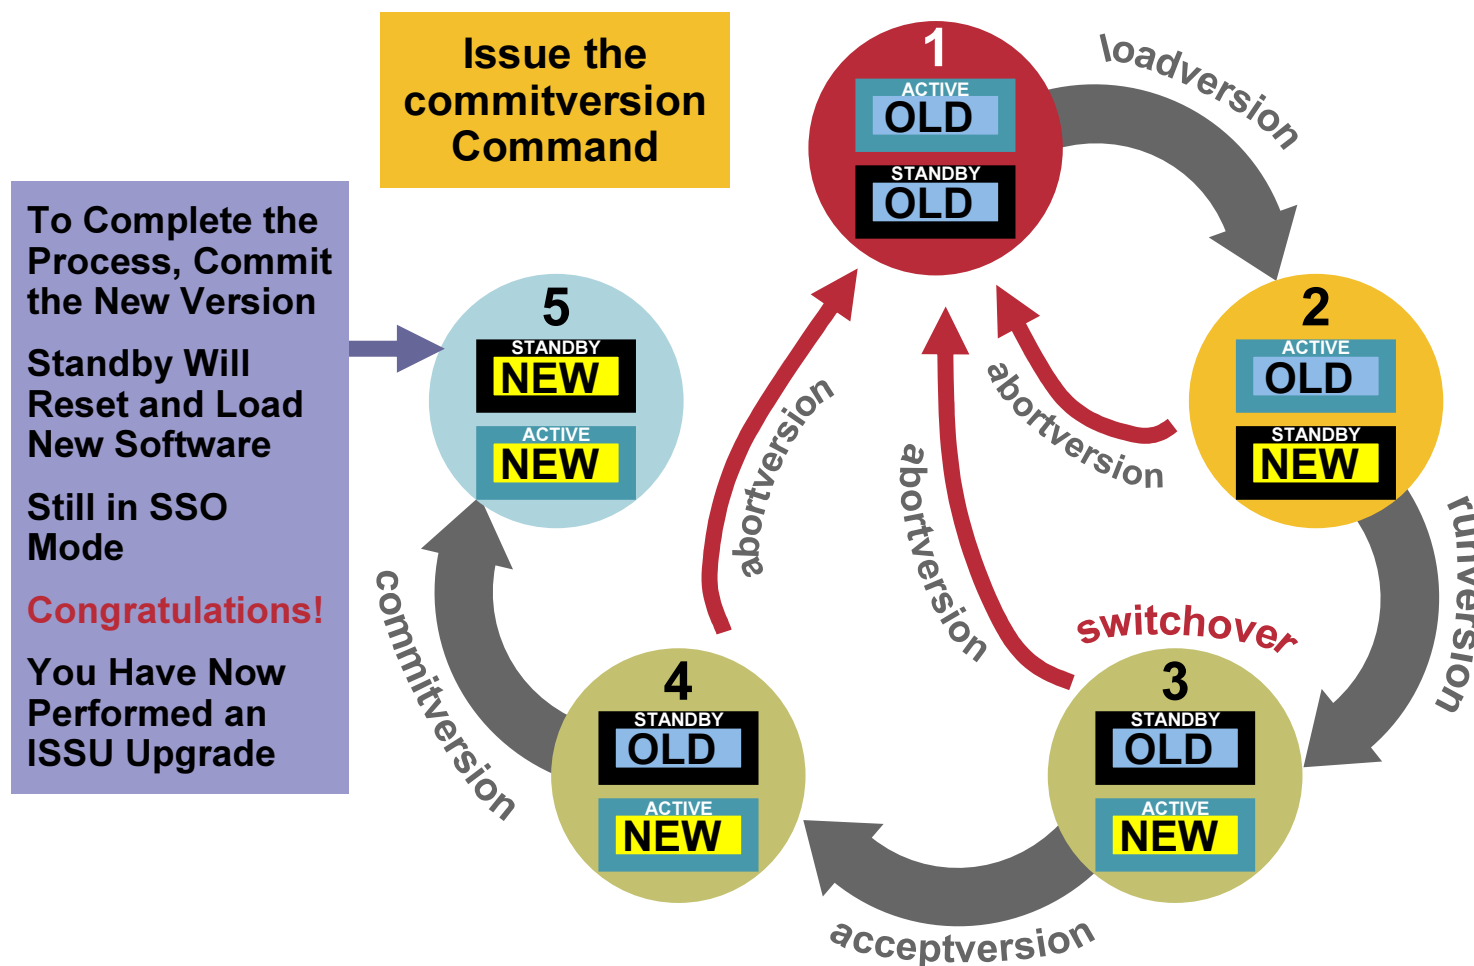 Issue the
commitversion
Command
To Complete the
Process, Commit
the New Version
Standby Will
Reset and Load
New Software
Still in SSO
Mode
Congratulations!
You Have Now
Performed an
ISSU Upgrade
1
ACTIVE
OLD
STANDBY
OLD
loadversion
2
ACTIVE
OLD
STANDBY
NEW
abortversion
runversion
switchover
3
STANDBY
OLD
ACTIVE
NEW
abortversion
acceptversion
4
STANDBY
OLD
ACTIVE
NEW
abortversion
commitversion
5
STANDBY
NEW
ACTIVE
NEW